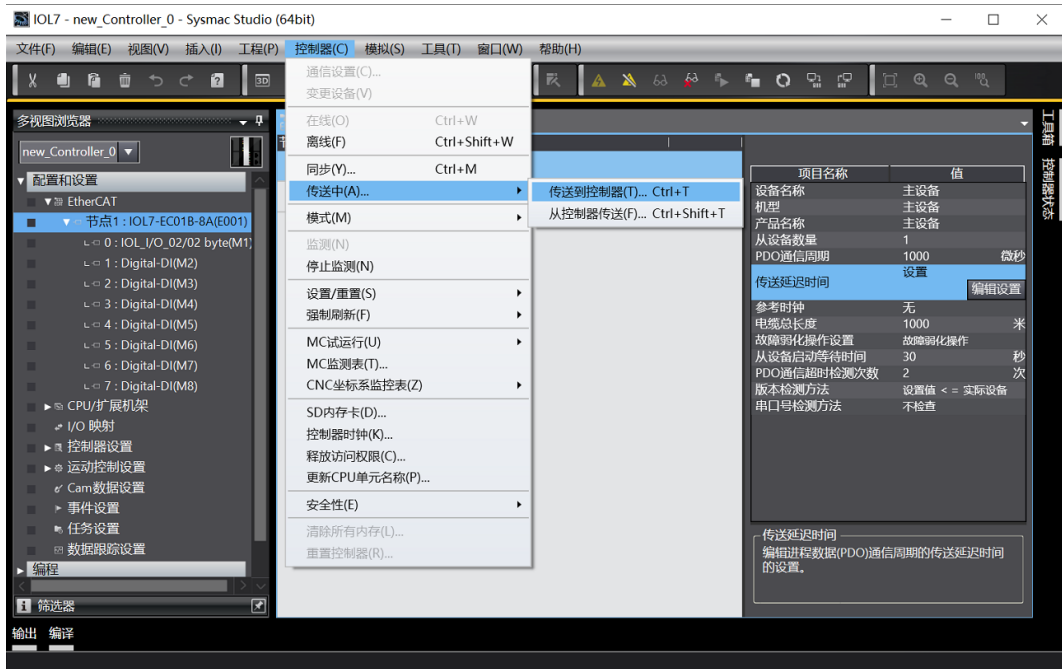 IOL7 - new_Controller_0 - Sysmac Studio (64bit)
文件(F) 编辑(E) 视图(V) 插入(I) 工程(P) 控制器(C) 模拟(S) 工具(T) 窗口(W) 帮助(H)
多视图浏览器
new_Controller_0
配置和设置
EtherCAT
节点1 : IOL7-EC01B-8A(E001)
0 : IOL_I/O_02/02 byte(M1)
1 : Digital-DI(M2)
2 : Digital-DI(M3)
3 : Digital-DI(M4)
4 : Digital-DI(M5)
5 : Digital-DI(M6)
6 : Digital-DI(M7)
7 : Digital-DI(M8)
CPU/扩展机架
I/O 映射
控制器设置
运动控制设置
Cam数据设置
事件设置
任务设置
数据跟踪设置
编程
筛选器
输出 编译
通信设置(C)...
变更设备(V)
在线(O) Ctrl+W
离线(F) Ctrl+Shift+W
同步(Y)... Ctrl+M
传送中(A)...
模式(M)
监测(N)
停止监测(N)
设置/重置(S)
强制刷新(F)
MC试运行(U)
MC监测表(T)...
CNC坐标系监控表(Z)
SD内存卡(D)...
控制器时钟(K)...
释放访问权限(C)...
更新CPU单元名称(P)...
安全性(E)
清除所有内存(L)...
重置控制器(R)...
传送到控制器(T)... Ctrl+T
从控制器传送(F)... Ctrl+Shift+T
项目名称 值
设备名称 主设备
机型 主设备
产品名称 主设备
从设备数量 1
PDO通信周期 1000 微秒
传送延迟时间 设置
编辑设置
参考时钟 无
电缆总长度 1000 米
故障弱化操作设置 故障弱化操作
从设备启动等待时间 30 秒
PDO通信超时检测次数 2 次
版本检测方法 设置值 < = 实际设备
串口号检测方法 不检查
传送延迟时间
编辑进程数据(PDO)通信周期的传送延迟时间
的设置。
工具箱
控制器状态